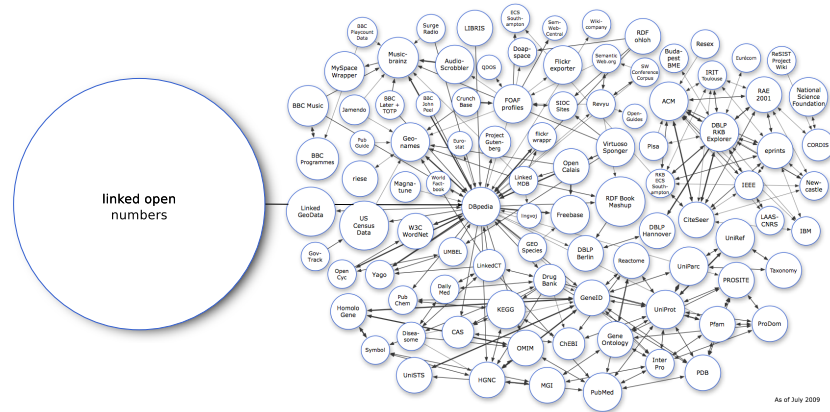 linked open
numbers
BBC
Playcount
Data
Surge
Radio
LIBRIS
ECS
South-
ampton
Sem-
Web-
Central
Wiki-
company
RDF
ohloh
Resex
Music-
brainz
Audio-
Scrobbler
QDOS
Doap-
space
Flickr
exporter
Semantic
Web.org
SW
Conference
Corpus
Buda-
pest
BME
IRIT
Toulouse
Eurécom
ReSIST
Project
Wiki
MySpace
Wrapper
BBC Music
Jamendo
BBC
Later +
TOTP
BBC
John
Peel
Crunch
Base
FOAF
profiles
SIOC
Sites
Revyu
Open-
Guides
ACM
RAE
2001
National
Science
Foundation
BBC
Programmes
Pub
Guide
Geo-
names
Euro-
stat
Project
Guten-
berg
flickr
wrappr
Virtuoso
Sponger
Pisa
DBLP
RKB
Explorer
eprints
CORDIS
riese
Magna-
tune
World
Fact-
book
Linked
MDB
Open
Calais
RKB
ECS
South-
ampton
IEEE
New-
castle
Linked
GeoData
US
Census
Data
W3C
WordNet
DBpedia
lingvoj
Freebase
RDF Book
Mashup
DBLP
Hannover
CiteSeer
LAAS-
CNRS
IBM
Gov-
Track
Open
Cyc
Yago
UMBEL
LinkedCT
GEO
Species
DBLP
Berlin
Reactome
UniParc
UniRef
Taxonomy
PROSITE
Daily
Med
Drug
Bank
Homolo
Gene
Pub
Chem
KEGG
GeneID
UniProt
Pfam
ProDom
Disea-
some
CAS
ChEBI
Gene
Ontology
Symbol
OMIM
Inter
Pro
UniSTS
HGNC
MGI
PubMed
PDB
As of July 2009